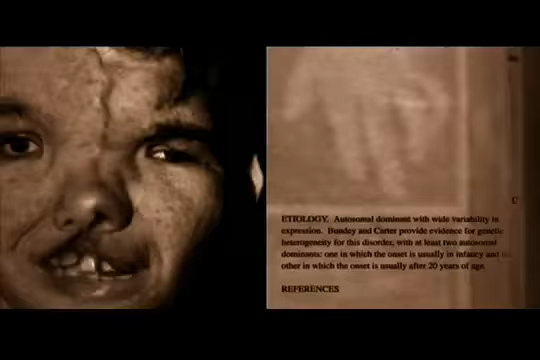 ETIOLOGY. Autosomal dominant with wide variability in
expression. Bundey and Carter provide evidence for genetic
heterogeneity for this disorder, with at least two autosomal
dominants: one in which the onset is usually in infancy and
other in which the onset is usually after 20 years of age.
REFERENCES